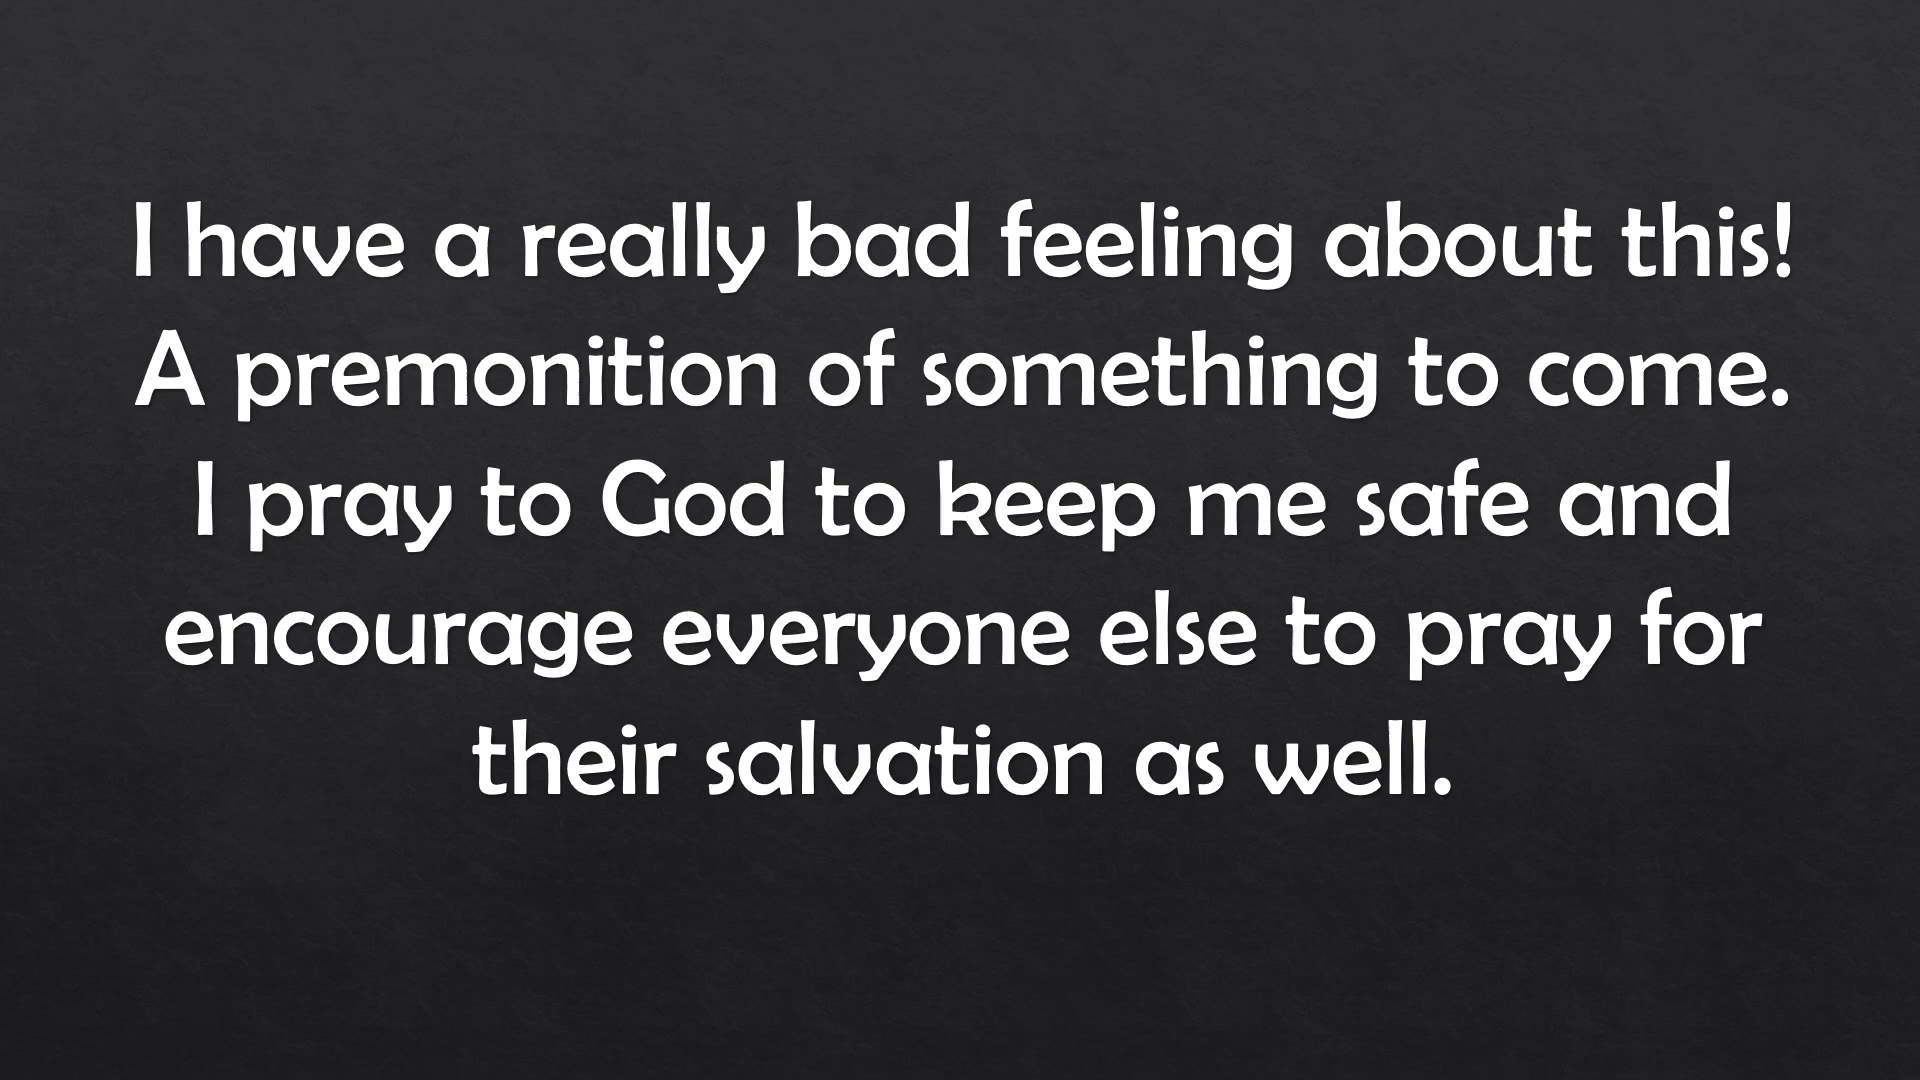 I have a really bad feeling about this!
A premonition of something to come.
I pray to God to keep me safe and
encourage everyone else to pray for
their salvation as well.